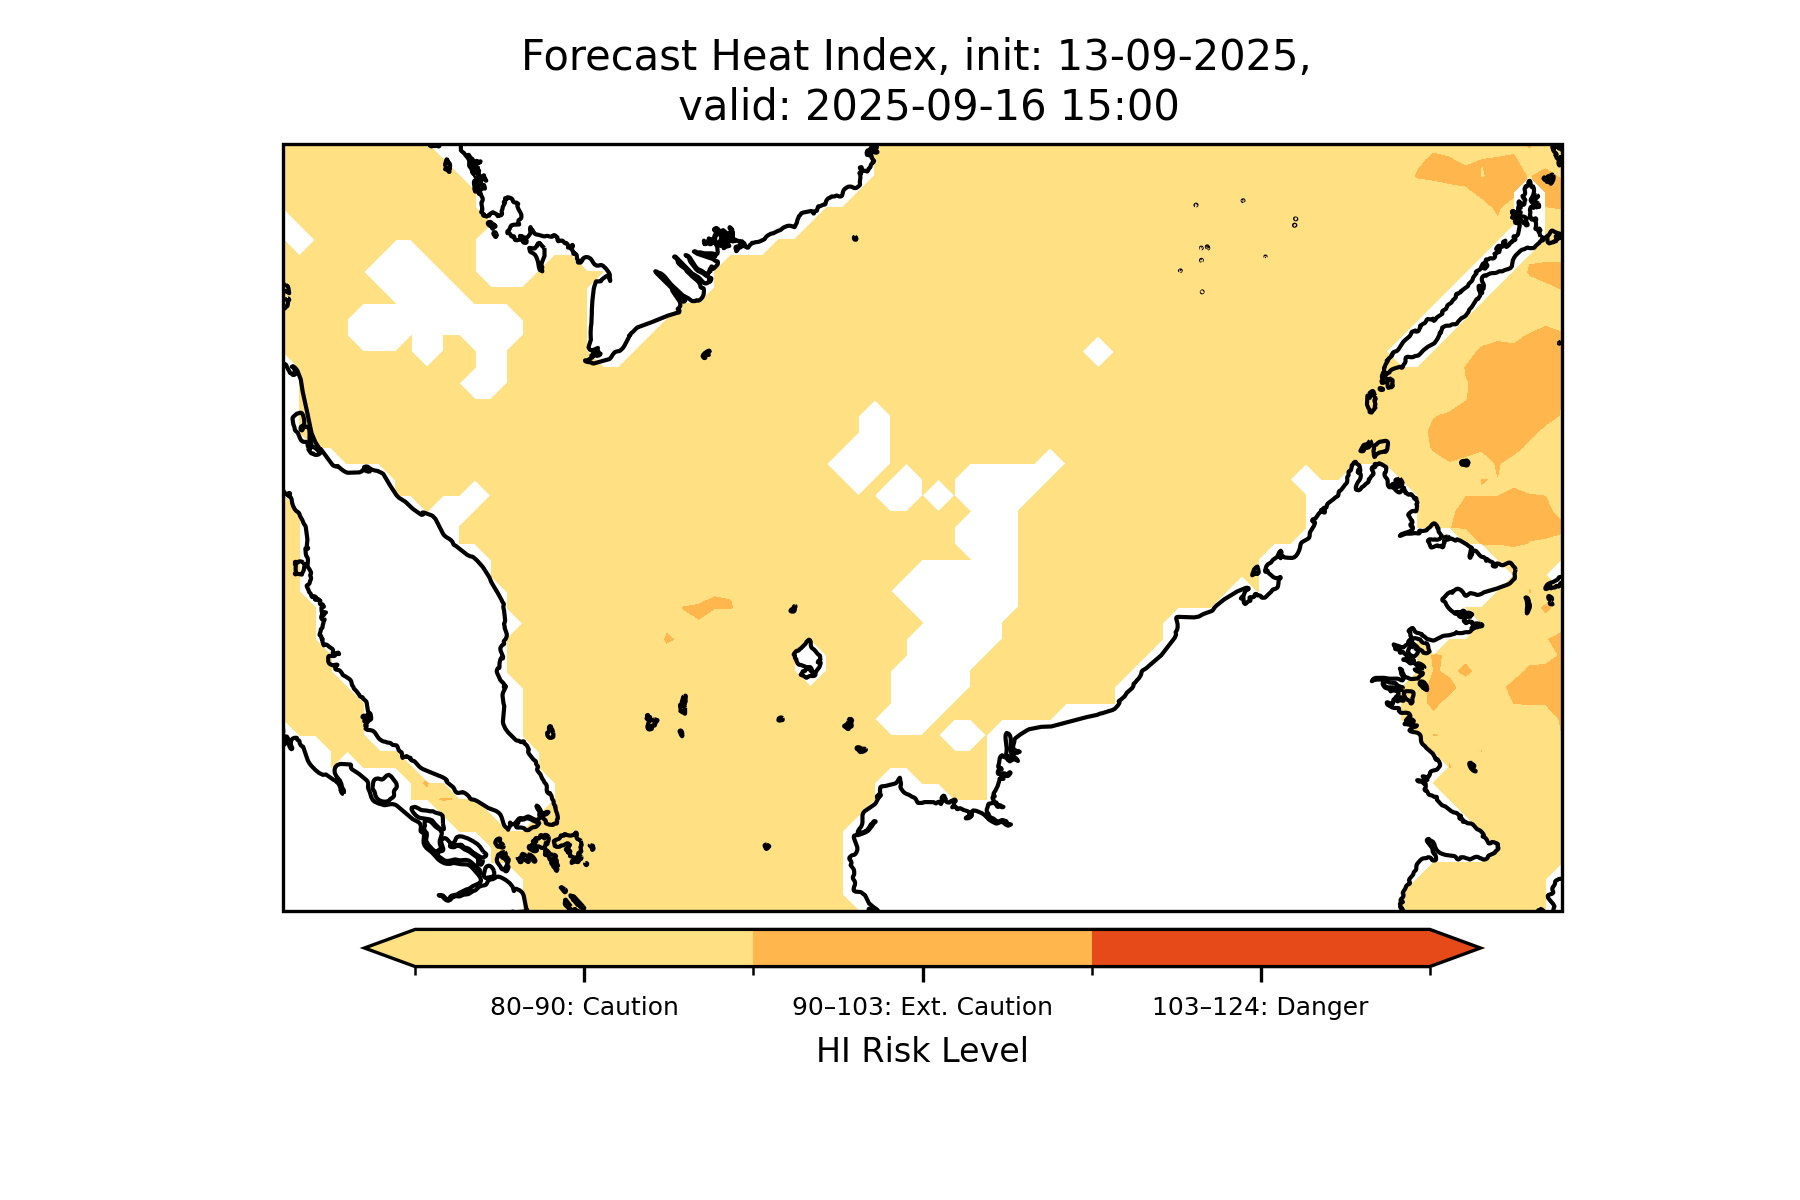 Forecast Heat Index, init: 13-09-2025,
valid: 2025-09-16 15:00
80–90: Caution
90–103: Ext. Caution
103–124: Danger
HI Risk Level